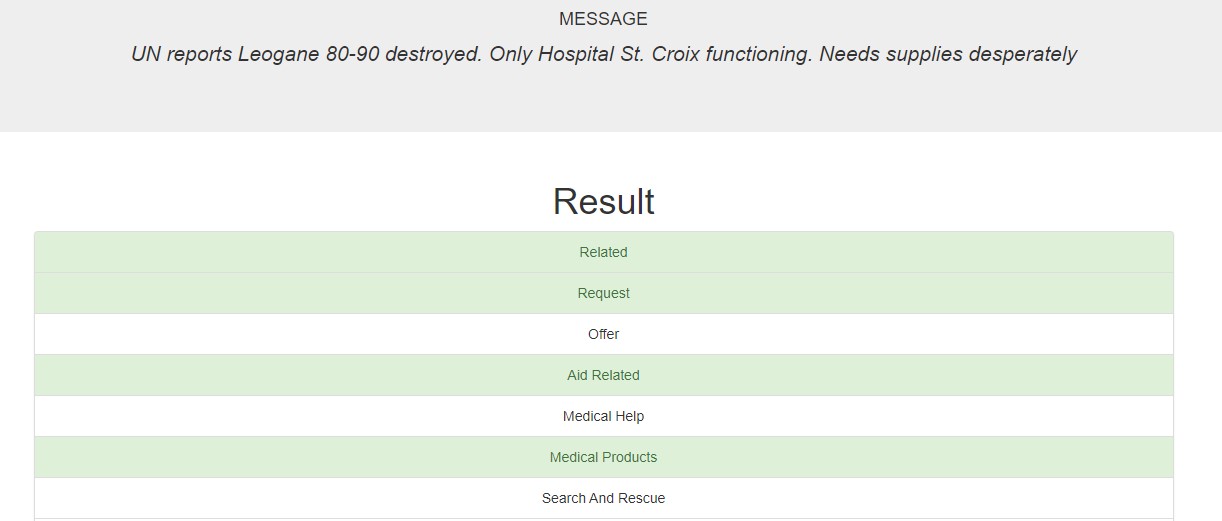 MESSAGE
UN reports Leogane 80-90 destroyed. Only Hospital St. Croix functioning. Needs supplies desperately
Result
Related
Request
Offer
Aid Related
Medical Help
Medical Products
Search And Rescue